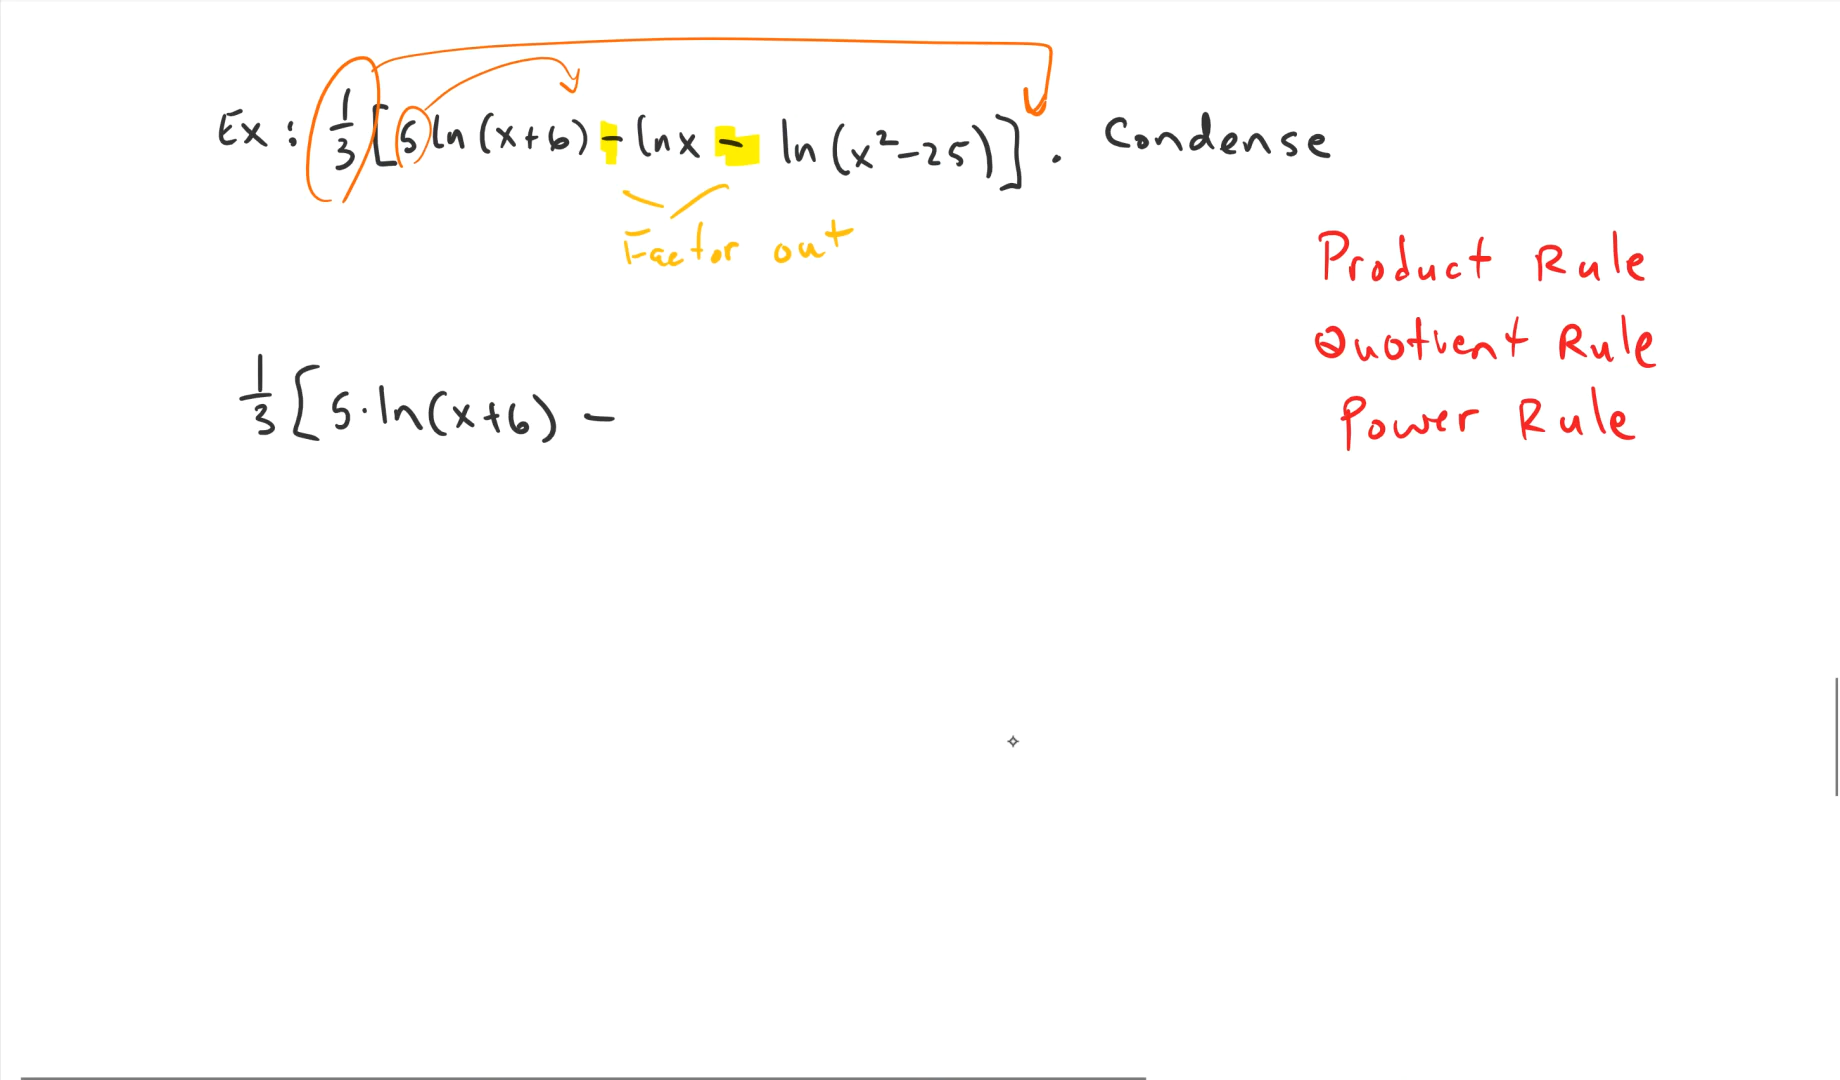 Ex: 1/3 [5 ln (x+6) - ln x - ln (x²-25)]. Condense
Factor out
Product Rule
Quotient Rule
Power Rule
1/3 [5·ln(x+6) -